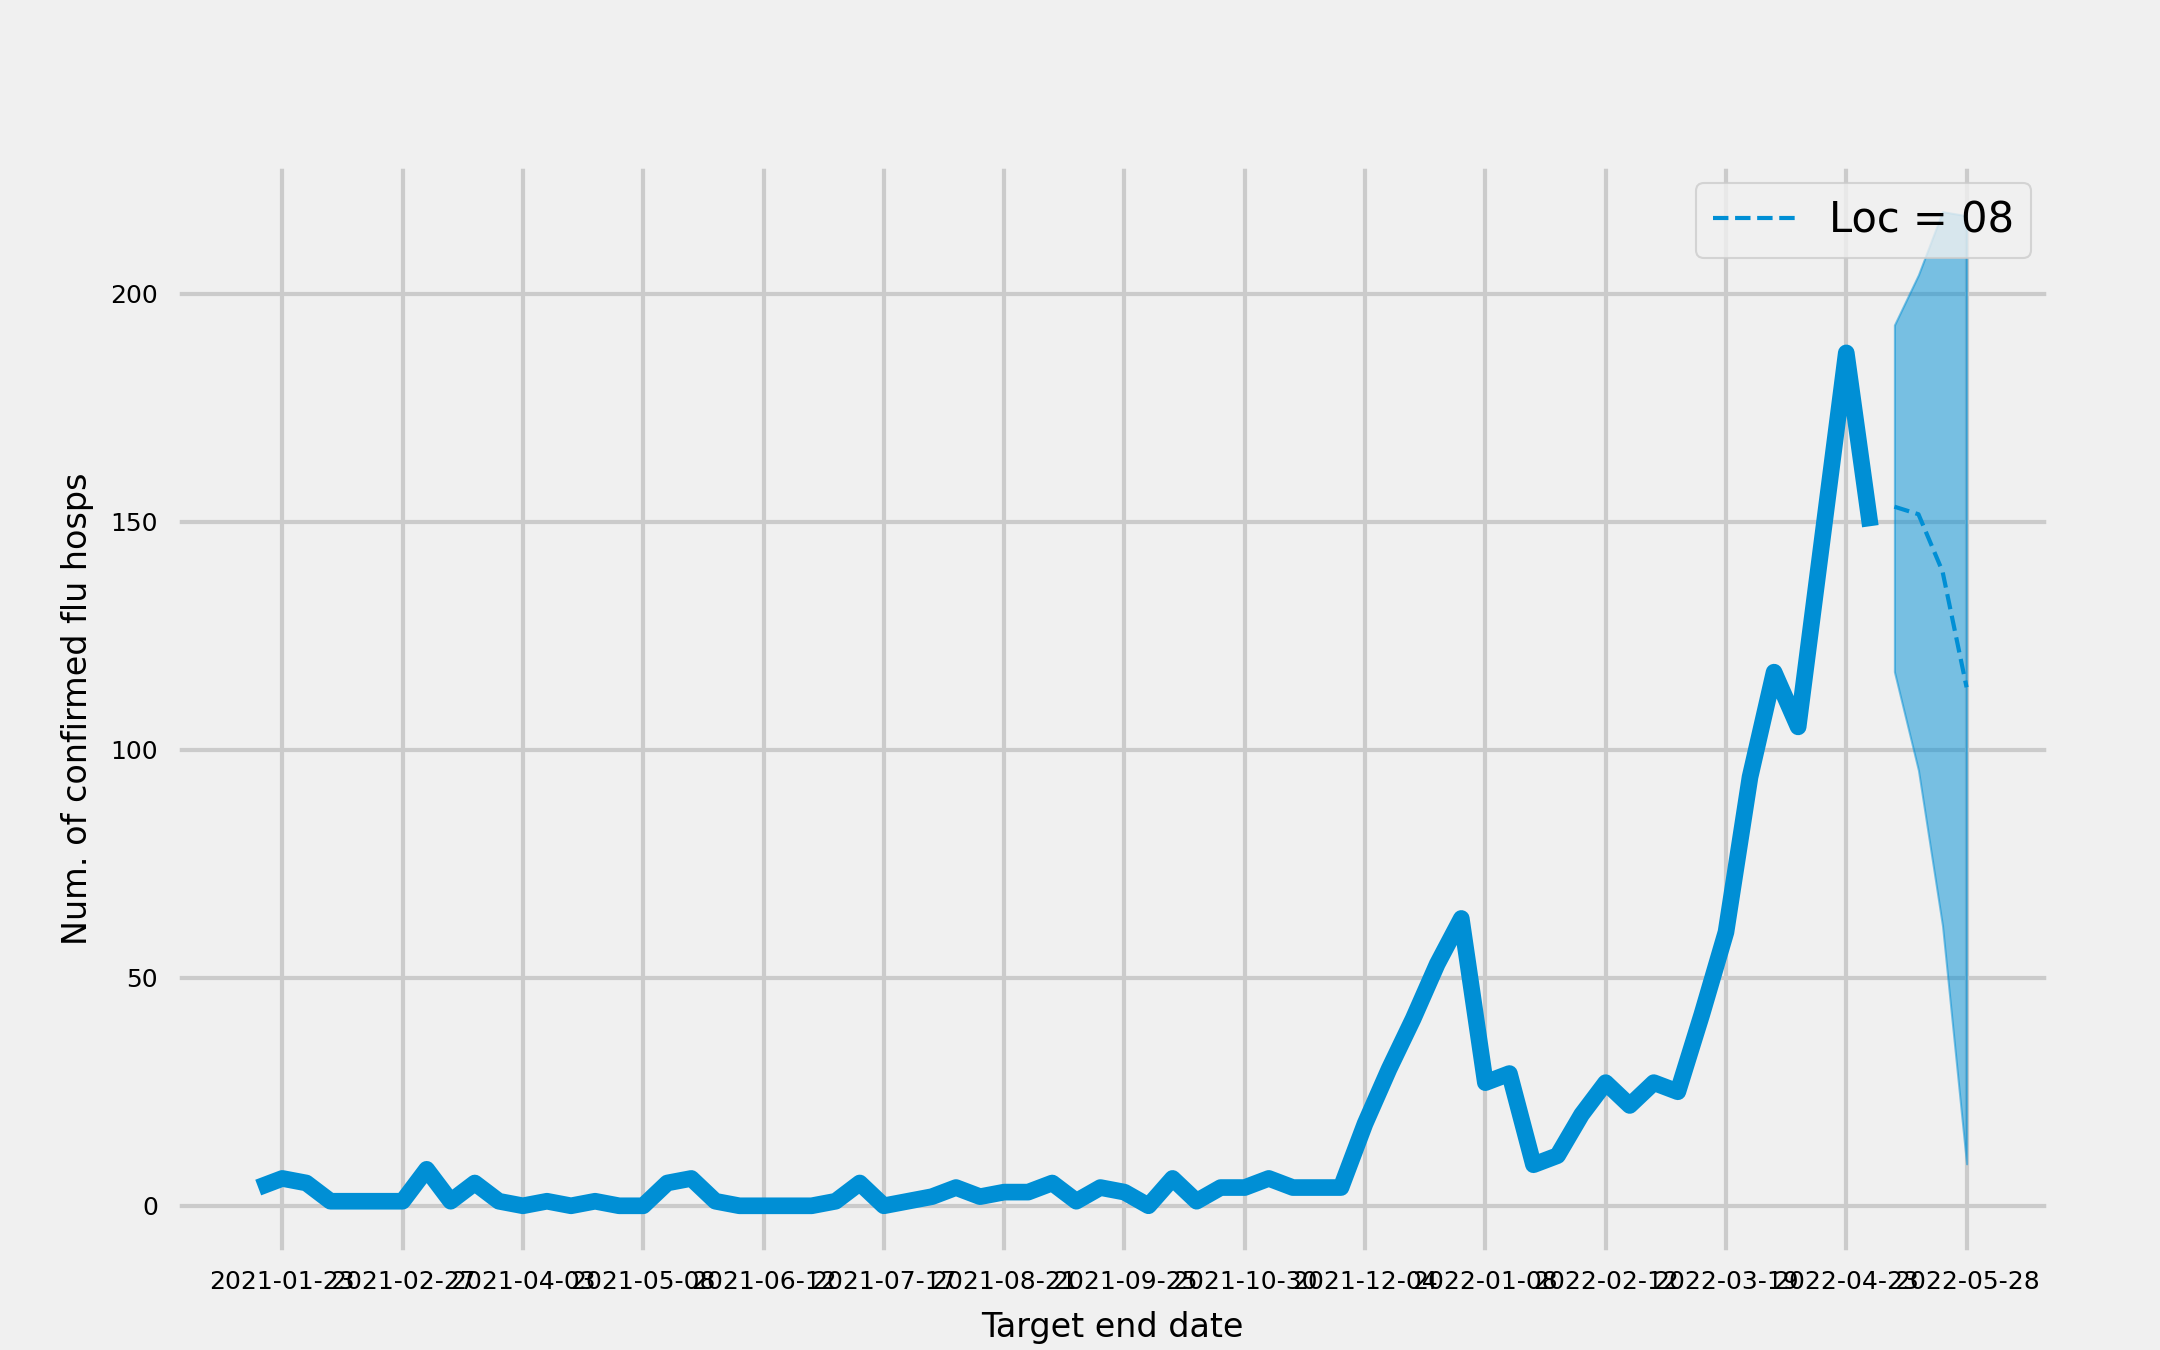 Loc = 08
200
150
100
50
0
Num. of confirmed flu hosps
2021-01-23 2021-02-27 2021-04-03 2021-05-08 2021-06-12 2021-07-17 2021-08-21 2021-09-25 2021-10-30 2021-12-04 2022-01-08 2022-02-12 2022-03-19 2022-04-23 2022-05-28
Target end date